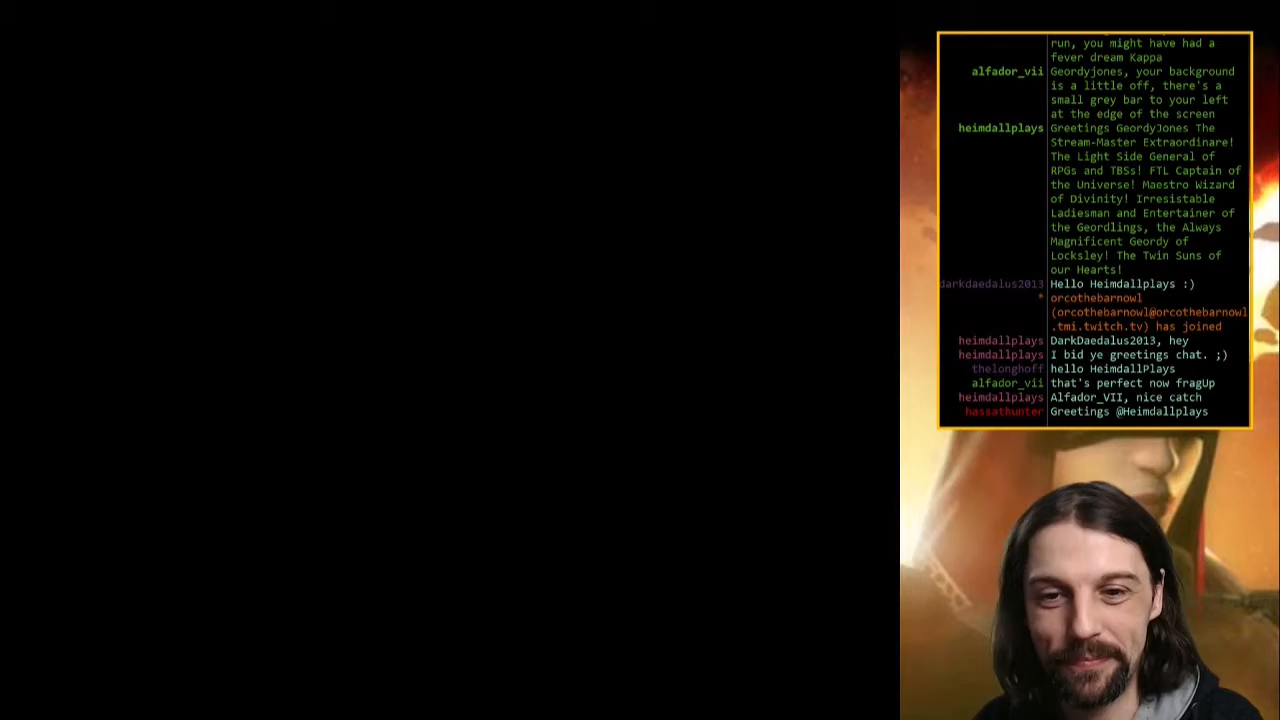 run, you might have had a
fever dream Kappa
alfador_vii Geordyjones, your background
is a little off, there's a
small grey bar to your left
at the edge of the screen
heimdallplays Greetings GeordyJones The
Stream-Master Extraordinare!
The Light Side General of
RPGs and TBSs! FTL Captain of
the Universe! Maestro Wizard
of Divinity! Irresistable
Ladiesman and Entertainer of
the Geordlings, the Always
Magnificent Geordy of
Locksley! The Twin Suns of
our Hearts!
darkdaedalus2013 Hello Heimdallplays :)
* orcothebarnowl
(orcothebarnowl@orcothebarnowl
.tmi.twitch.tv) has joined
heimdallplays DarkDaedalus2013, hey
heimdallplays I bid ye greetings chat. ;)
thelonghoff hello HeimdallPlays
alfador_vii that's perfect now fragUp
heimdallplays Alfador_VII, nice catch
hassathunter Greetings @Heimdallplays